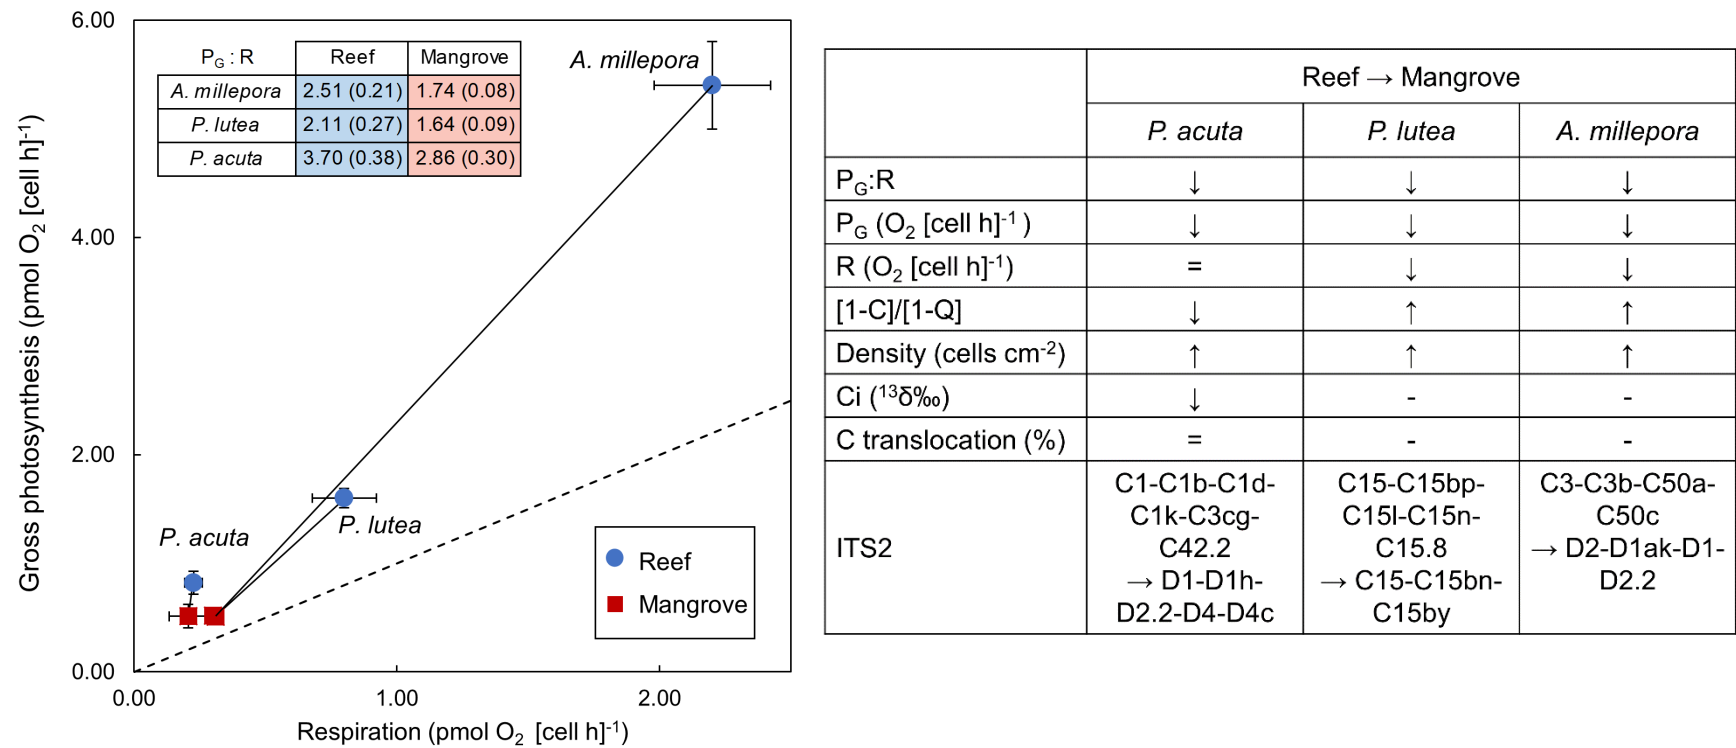 6.00
4.00
2.00
0.00
0.00
1.00
2.00
Gross photosynthesis (pmol O₂ [cell h]⁻¹)
Respiration (pmol O₂ [cell h]⁻¹)
P_G : R Reef Mangrove
A. millepora 2.51 (0.21) 1.74 (0.08)
P. lutea 2.11 (0.27) 1.64 (0.09)
P. acuta 3.70 (0.38) 2.86 (0.30)
A. millepora
P. lutea
P. acuta
Reef
Mangrove
Reef → Mangrove
P. acuta P. lutea A. millepora
P_G:R ↓ ↓ ↓
P_G (O₂ [cell h]⁻¹ ) ↓ ↓ ↓
R (O₂ [cell h]⁻¹) = ↓ ↓
[1-C]/[1-Q] ↓ ↑ ↑
Density (cells cm⁻²) ↑ ↑ ↑
Ci (¹³δ‰) ↓ - -
C translocation (%) = - -
ITS2
C1-C1b-C1d-
C1k-C3cg-
C42.2
→ D1-D1h-
D2.2-D4-D4c
C15-C15bp-
C15l-C15n-
C15.8
→ C15-C15bn-
C15by
C3-C3b-C50a-
C50c
→ D2-D1ak-D1-
D2.2